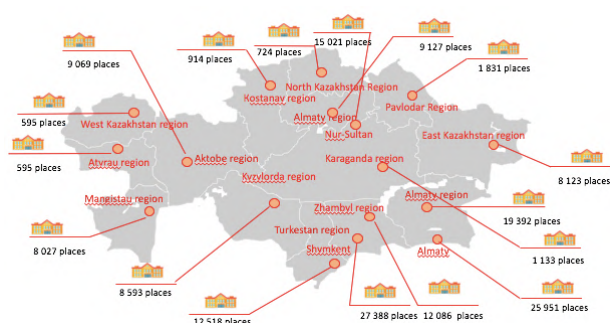 9 069 places
914 places
724 places
15 021 places
9 127 places
1 831 places
North Kazakhstan Region
Kostanay region
Almaty region
Pavlodar Region
595 places
West Kazakhstan region
Nur-Sultan
East Kazakhstan region
595 places
Atyrau region
Aktobe region
Karaganda region
Kyzylorda region
8 123 places
Mangistau region
Almaty region
Zhambyl region
19 392 places
Turkestan region
8 027 places
Shymkent
Almaty
1 133 places
8 593 places
12 518 places
27 388 places
12 086 places
25 951 places